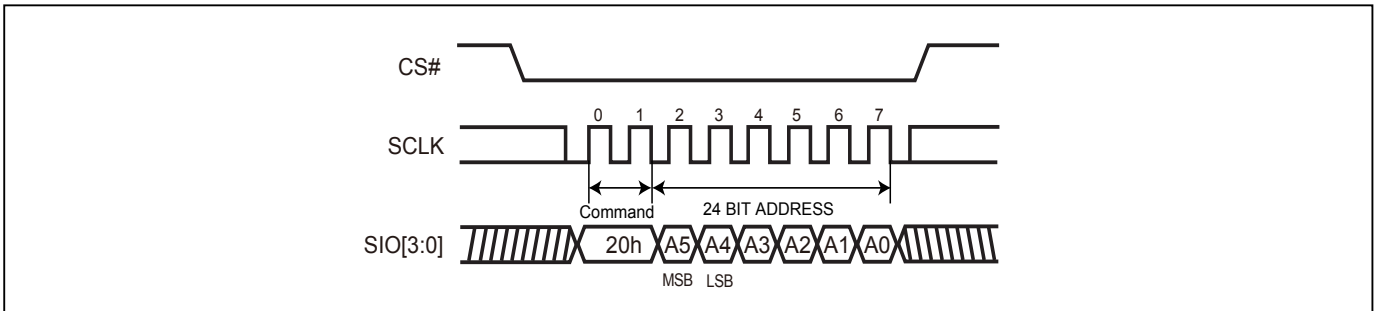 CS#
0 1 2 3 4 5 6 7
SCLK
Command 24 BIT ADDRESS
SIO[3:0] 20h A5 A4 A3 A2 A1 A0
MSB LSB